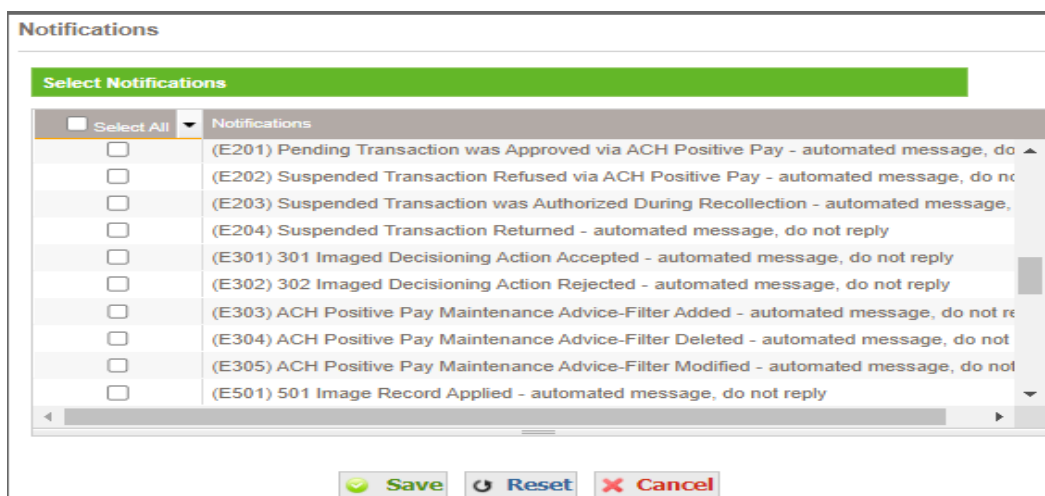 Notifications
Select Notifications
Select All Notifications
(E201) Pending Transaction was Approved via ACH Positive Pay - automated message, do
(E202) Suspended Transaction Refused via ACH Positive Pay - automated message, do no
(E203) Suspended Transaction was Authorized During Recollection - automated message,
(E204) Suspended Transaction Returned - automated message, do not reply
(E301) 301 Imaged Decisioning Action Accepted - automated message, do not reply
(E302) 302 Imaged Decisioning Action Rejected - automated message, do not reply
(E303) ACH Positive Pay Maintenance Advice-Filter Added - automated message, do not re
(E304) ACH Positive Pay Maintenance Advice-Filter Deleted - automated message, do not
(E305) ACH Positive Pay Maintenance Advice-Filter Modified - automated message, do not
(E501) 501 Image Record Applied - automated message, do not reply
Save Reset Cancel